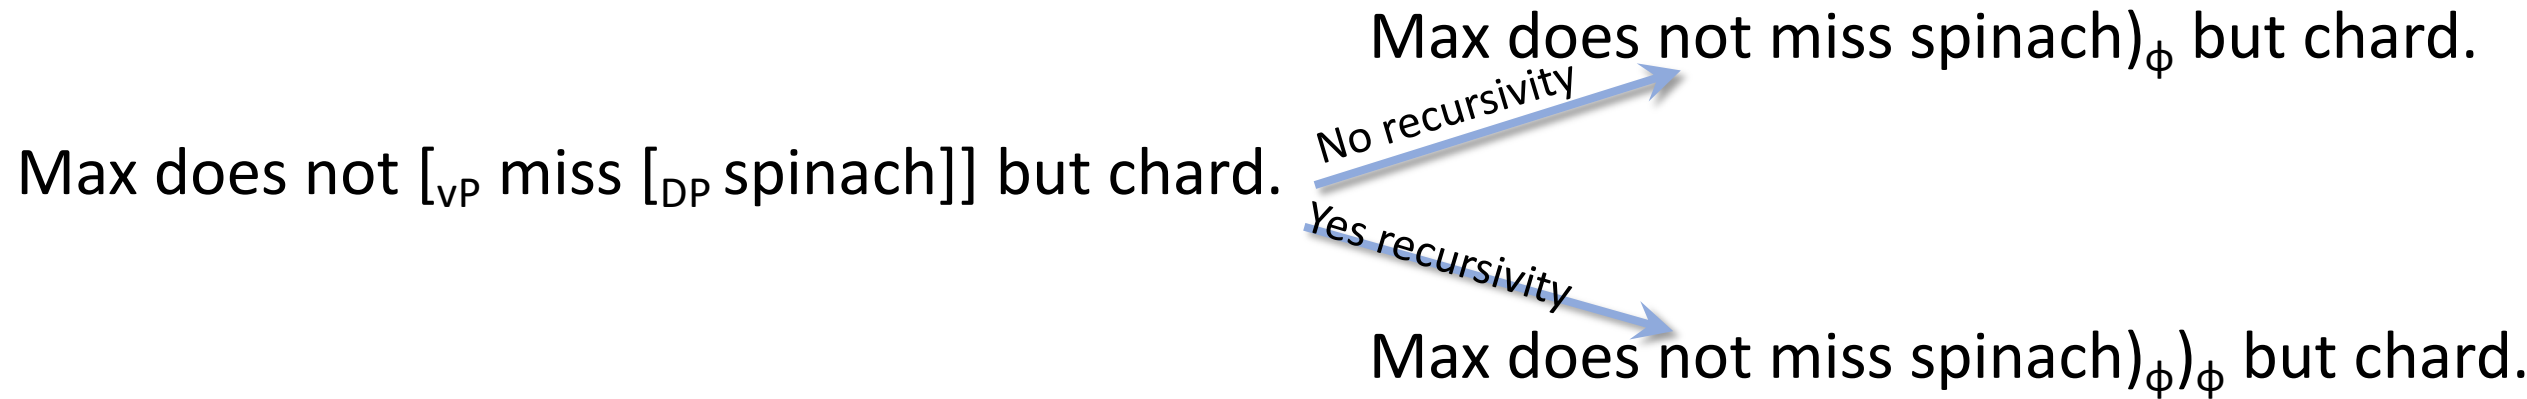 Max does not miss spinach)ϕ but chard.
No recursivity
Max does not [vP miss [DP spinach]] but chard.
Yes recursivity
Max does not miss spinach)ϕ)ϕ but chard.